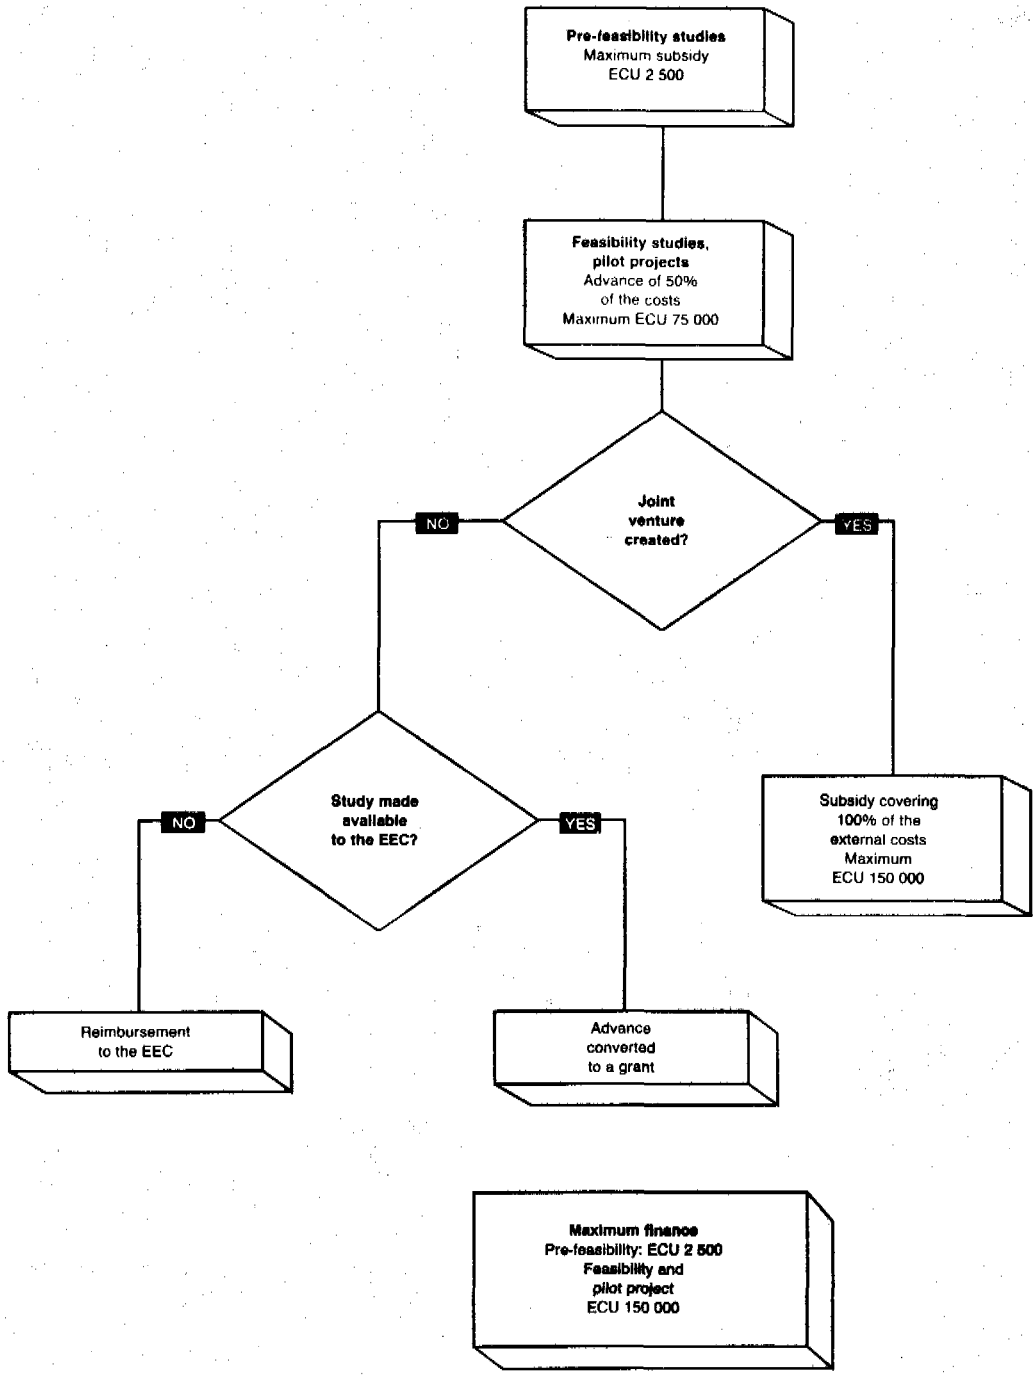 Pre-feasibility studies
Maximum subsidy
ECU 2 500
Feasibility studies,
pilot projects
Advance of 50%
of the costs
Maximum ECU 75 000
Joint
venture
created?
NO
YES
Study made
available
to the EEC?
NO
YES
Subsidy covering
100% of the
external costs
Maximum
ECU 150 000
Reimbursement
to the EEC
Advance
converted
to a grant
Maximum finance
Pre-feasibility: ECU 2 500
Feasibility and
pilot project
ECU 150 000